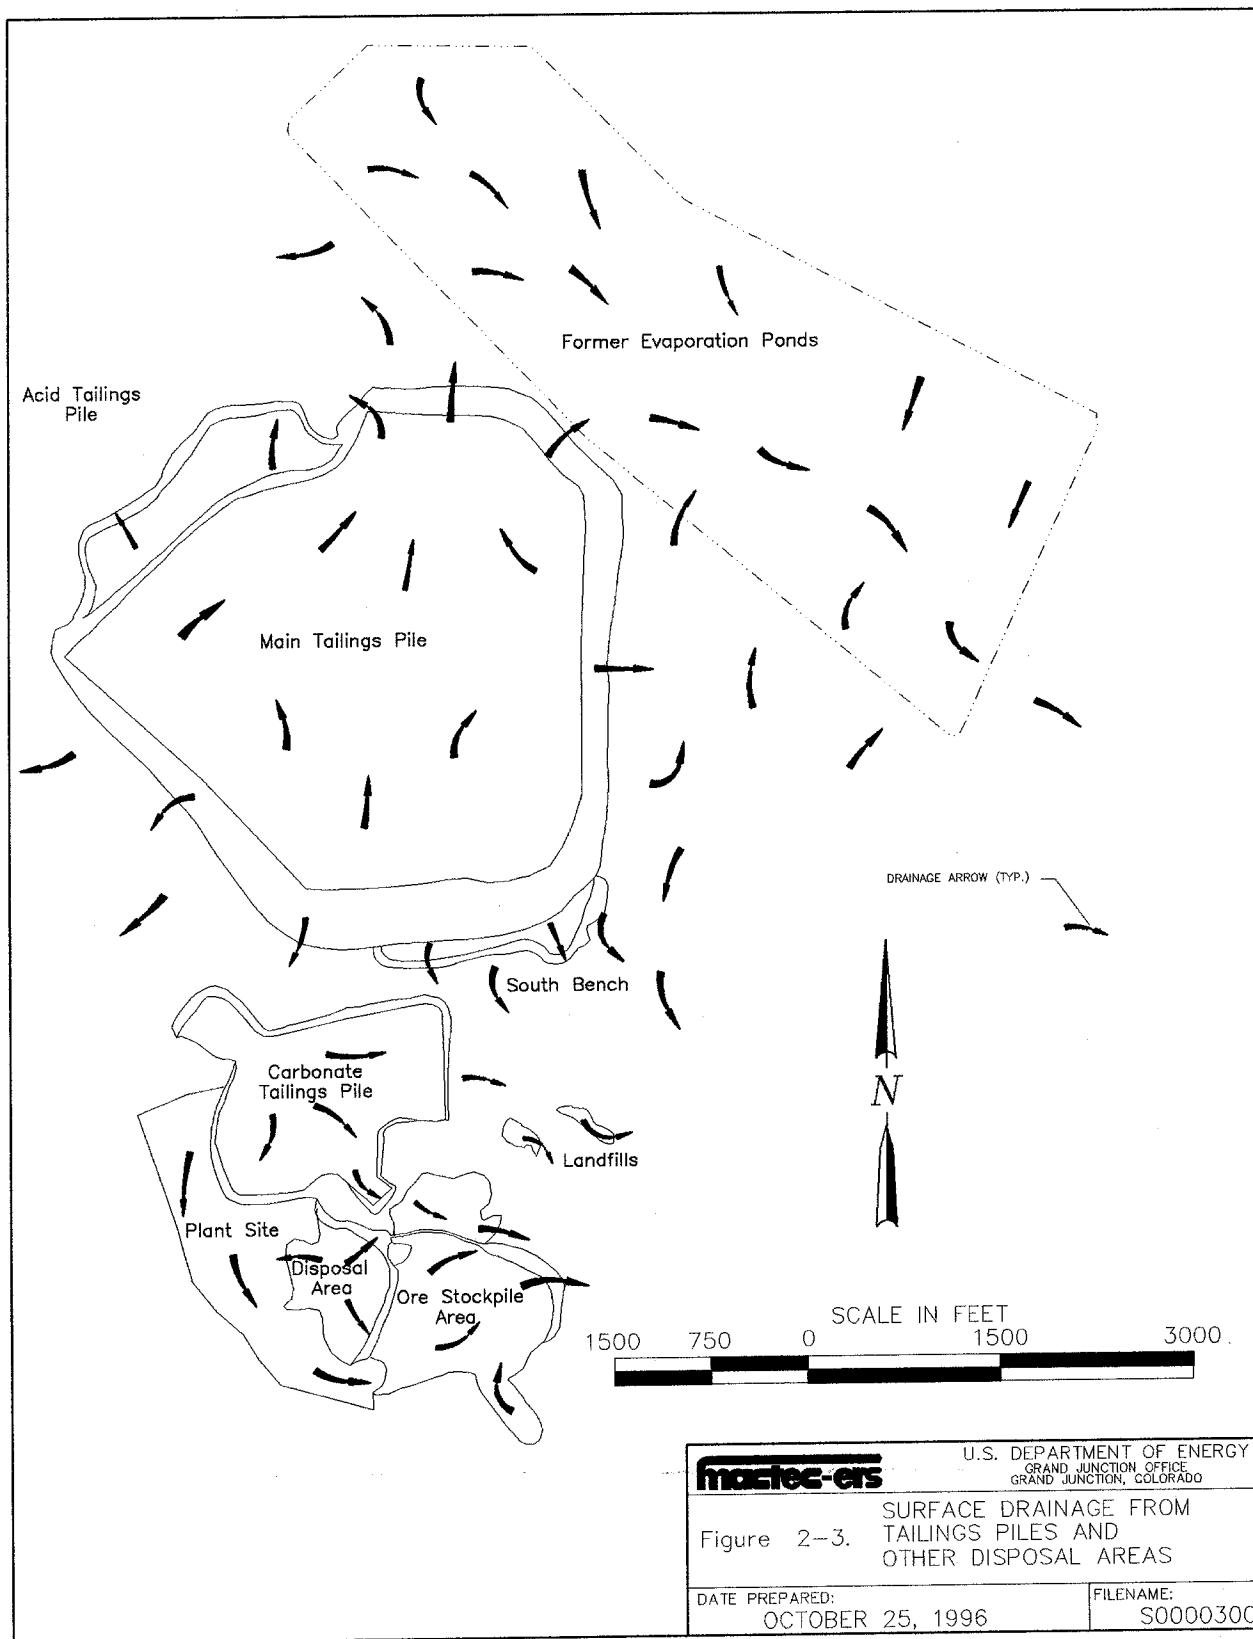 Former Evaporation Ponds
Acid Tailings
Pile
Main Tailings Pile
DRAINAGE ARROW (TYP.)
South Bench
Carbonate
Tailings Pile
N
Landfills
Plant Site
Disposal
Area
Ore Stockpile
Area
SCALE IN FEET
1500 750 0 1500 3000
mactec-ers
U.S. DEPARTMENT OF ENERGY
GRAND JUNCTION OFFICE
GRAND JUNCTION, COLORADO
Figure 2-3.
SURFACE DRAINAGE FROM
TAILINGS PILES AND
OTHER DISPOSAL AREAS
DATE PREPARED:
OCTOBER 25, 1996
FILENAME:
S0000300